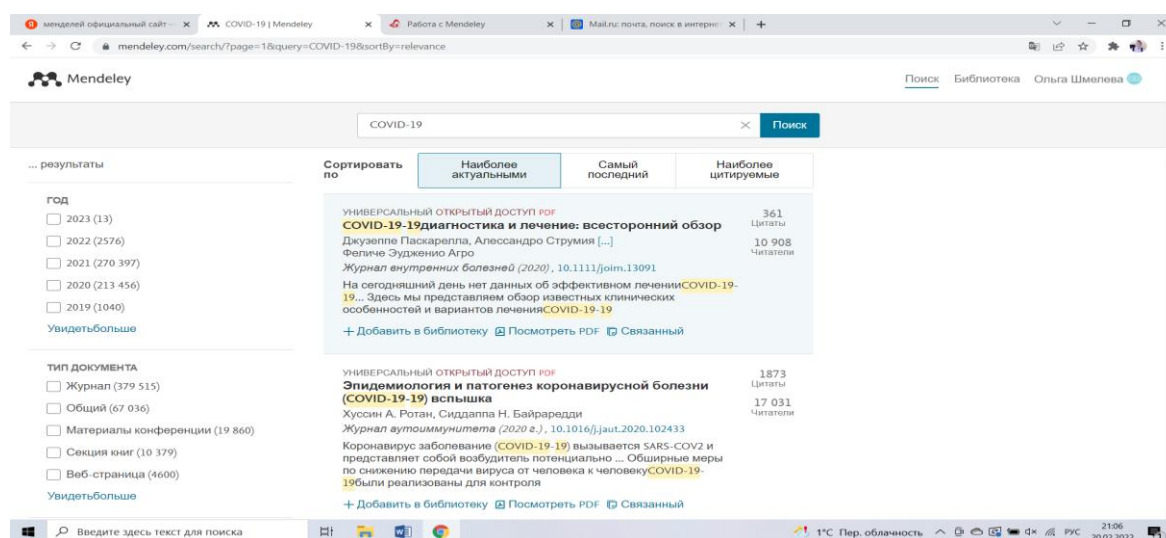 менделей официальный сайт –
COVID-19 | Mendeley
Работа с Mendeley
Mail.ru: почта, поиск в интерне
mendeley.com/search/?page=1&query=COVID-19&sortBy=relevance
Mendeley
Поиск Библиотека Ольга Шмелева
COVID-19
Поиск
... результаты
Сортировать по
Наиболее актуальными
Самый последний
Наиболее цитируемые
ГОД
2023 (13)
2022 (2576)
2021 (270 397)
2020 (213 456)
2019 (1040)
Увидетьбольше
ТИП ДОКУМЕНТА
Журнал (379 515)
Общий (67 036)
Материалы конференции (19 860)
Секция книг (10 379)
Веб-страница (4600)
Увидетьбольше
УНИВЕРСАЛЬНЫЙ ОТКРЫТЫЙ ДОСТУП PDF
COVID-19-19диагностика и лечение: всесторонний обзор
Джузеппе Паскарелла, Алессандро Струмия [...]
Феличе Эудженио Агро
Журнал внутренних болезней (2020) , 10.1111/joim.13091
На сегодняшний день нет данных об эффективном леченииCOVID-19-
19... Здесь мы представляем обзор известных клинических
особенностей и вариантов леченияCOVID-19-19
+ Добавить в библиотеку Посмотреть PDF Связанный
361
Цитаты
10 908
Читатели
УНИВЕРСАЛЬНЫЙ ОТКРЫТЫЙ ДОСТУП PDF
Эпидемиология и патогенез коронавирусной болезни
(COVID-19-19) вспышка
Хуссин А. Ротан, Сиддаппа Н. Байраредди
Журнал аутоиммунитета (2020 г.) , 10.1016/j.jaut.2020.102433
Коронавирус заболевание (COVID-19-19) вызывается SARS-COV2 и
представляет собой возбудитель потенциально ... Обширные меры
по снижению передачи вируса от человека к человекуCOVID-19-
19были реализованы для контроля
+ Добавить в библиотеку Посмотреть PDF Связанный
1873
Цитаты
17 031
Читатели
Введите здесь текст для поиска
1°C Пер. облачность
РУС
21:06